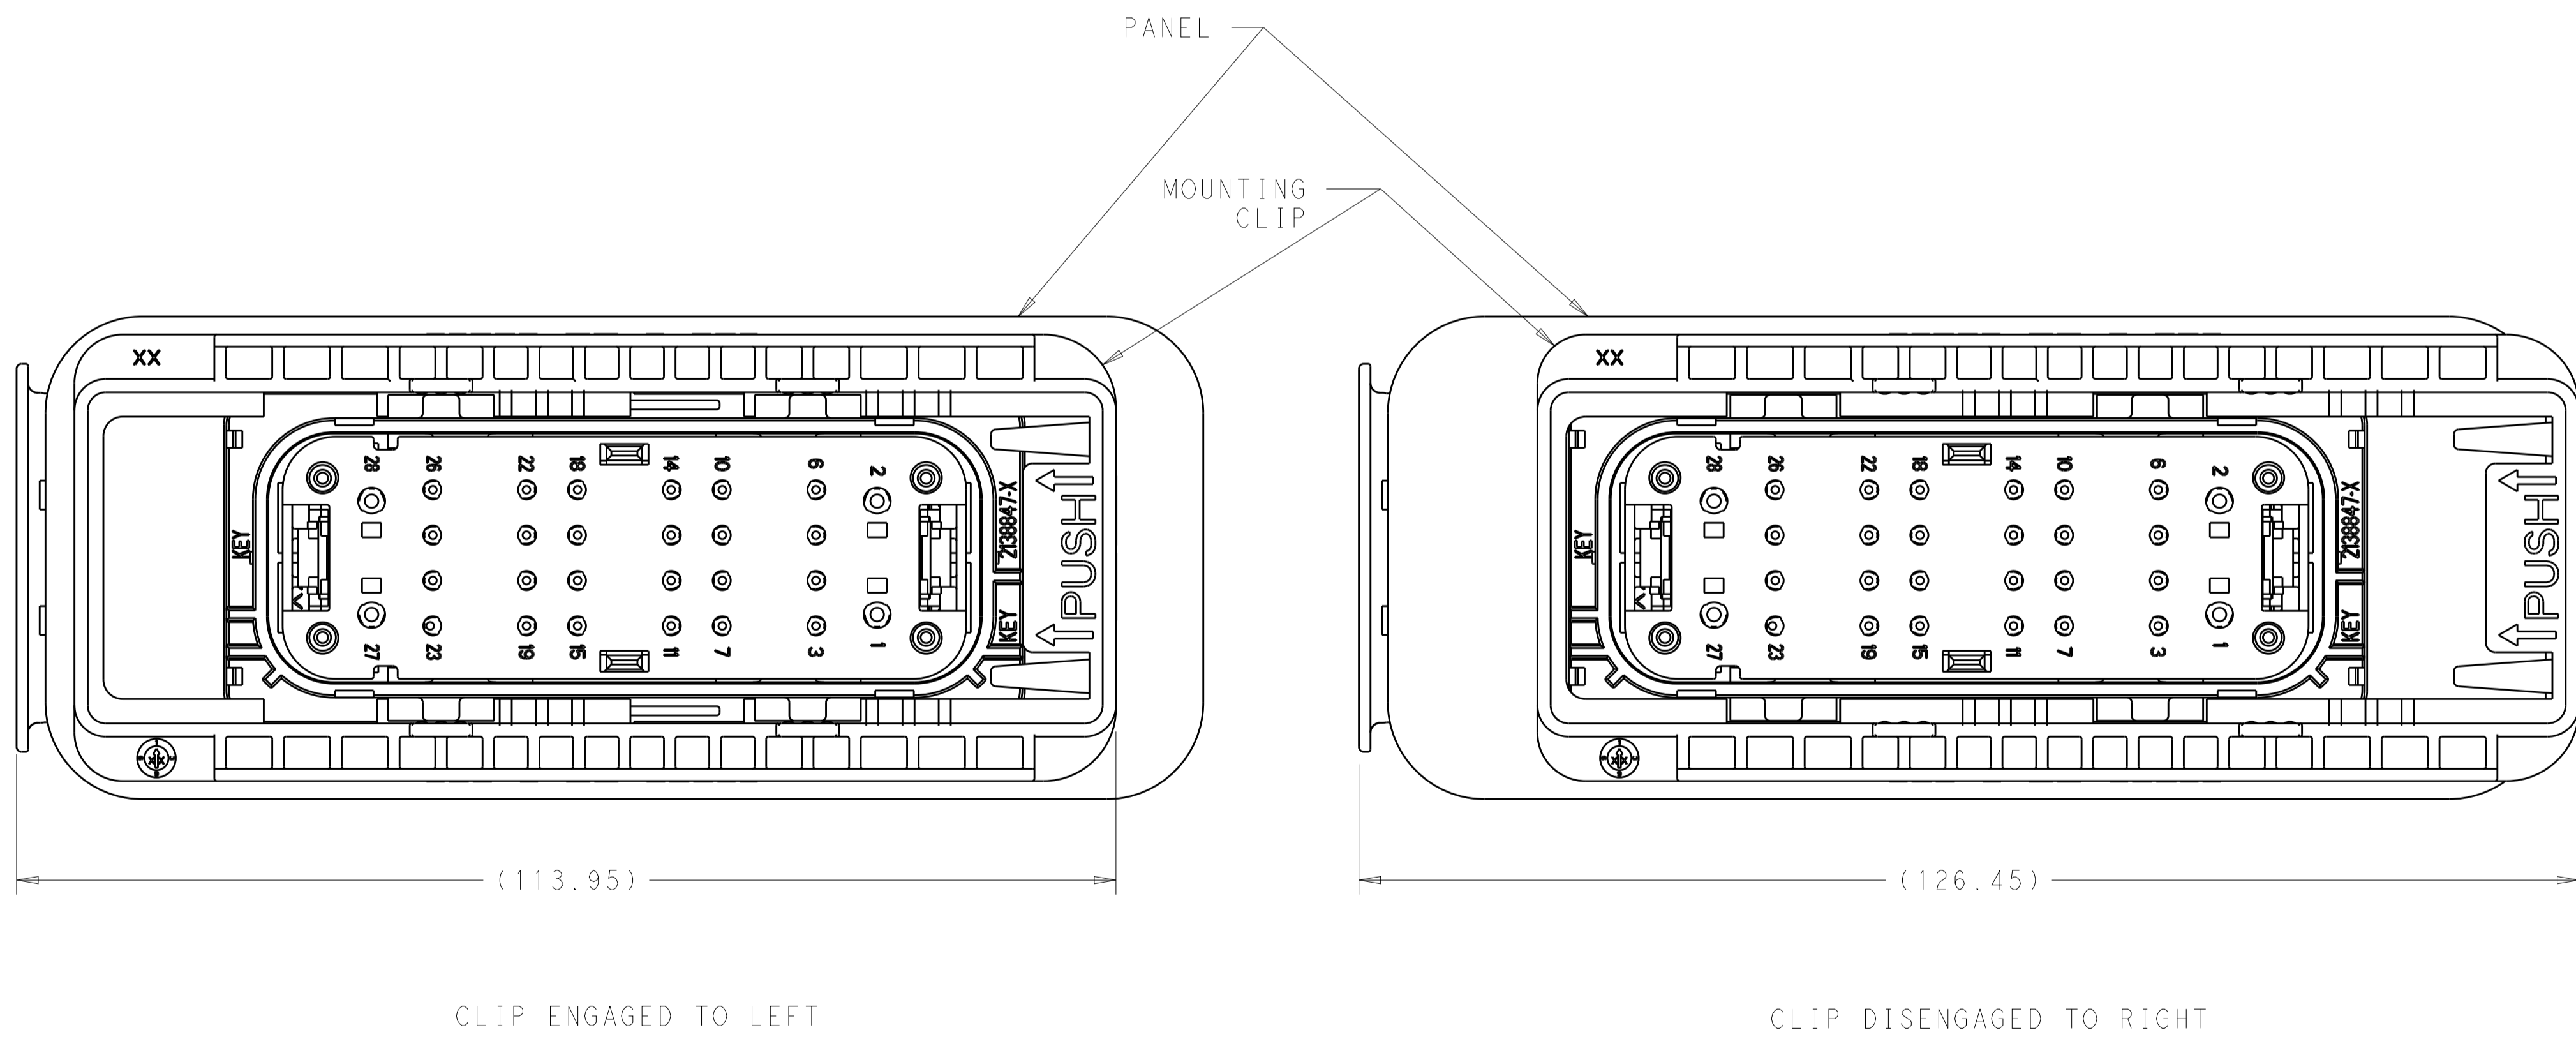 PANEL
MOUNTING
CLIP
XX
28 26 22 18 14 10 6 2
KEY
2138847-X
PUSH
KEY
27 23 19 15 11 7 3 1
XX
(113.95)
CLIP ENGAGED TO LEFT
XX
28 26 22 18 14 10 6 2
KEY
2138847-X
PUSH
KEY
27 23 19 15 11 7 3 1
XX
(126.45)
CLIP DISENGAGED TO RIGHT